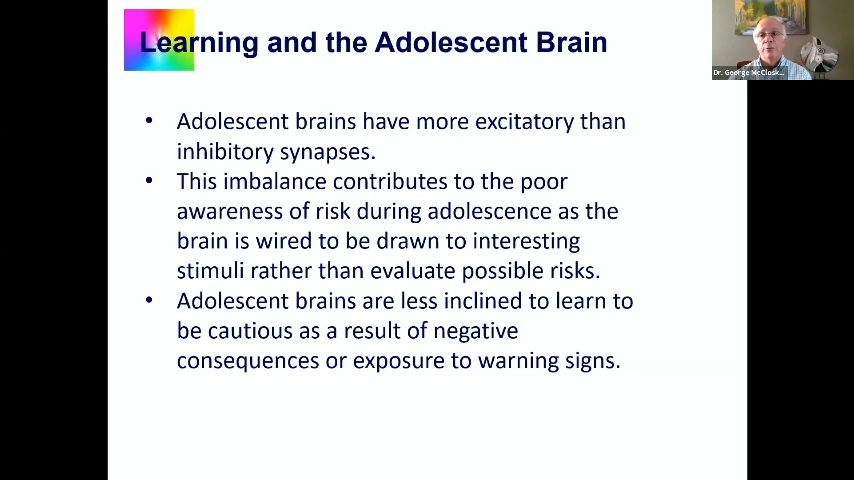 Learning and the Adolescent Brain
Dr. George McClosk...
• Adolescent brains have more excitatory than
inhibitory synapses.
• This imbalance contributes to the poor
awareness of risk during adolescence as the
brain is wired to be drawn to interesting
stimuli rather than evaluate possible risks.
• Adolescent brains are less inclined to learn to
be cautious as a result of negative
consequences or exposure to warning signs.